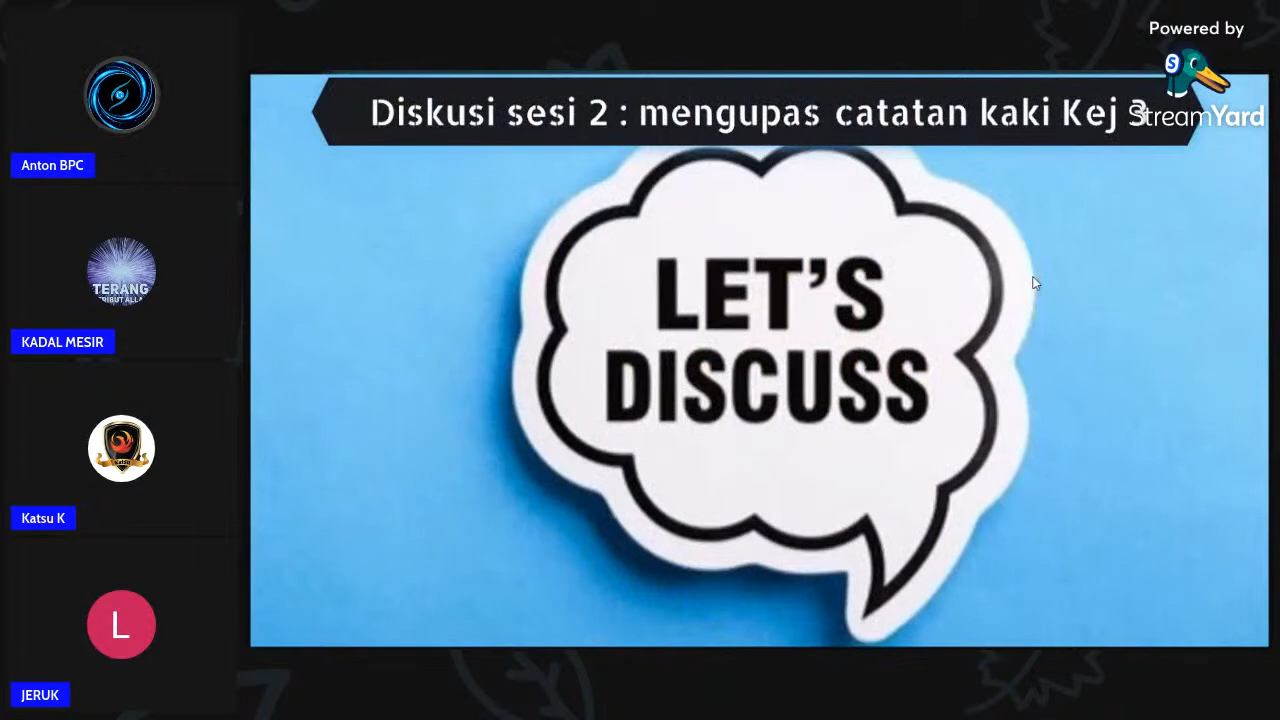 Powered by
StreamYard
Diskusi sesi 2 : mengupas catatan kaki Kej 3
LET'S
DISCUSS
Anton BPC
TERANG
KADAL MESIR
Katsu K
L
JERUK